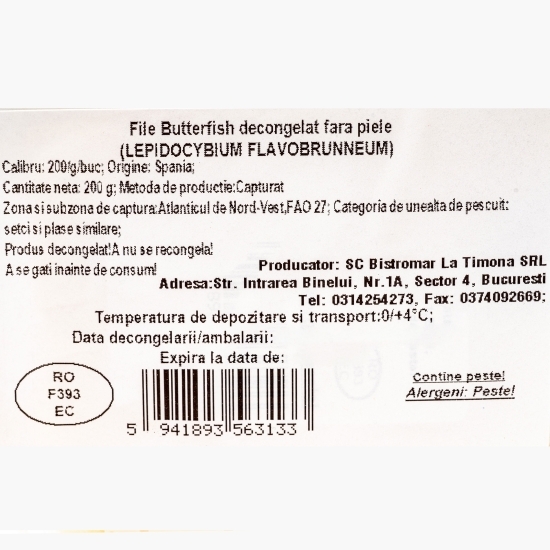 File Butterfish decongelat fara piele
(LEPIDOCYBIUM FLAVOBRUNNEUM)
Calibru: 200/g/buc; Origine: Spania;
Cantitate neta: 200 g; Metoda de productie:Capturat
Zona si subzona de captura:Atlanticul de Nord-Vest,FAO 27; Categoria de unealta de pescuit:
setci si plase similare;
Produs decongelat!A nu se recongela!
A se gati inainte de consum!
Producator: SC Bistromar La Timona SRL
Adresa:Str. Intrarea Binelui, Nr.1A, Sector 4, Bucuresti
Tel: 0314254273, Fax: 0374092669;
Temperatura de depozitare si transport:0/+4°C;
Data decongelarii/ambalarii:
Expira la data de:
RO
F393
EC
5 941893 563133
Contine peste!
Alergeni: Peste!